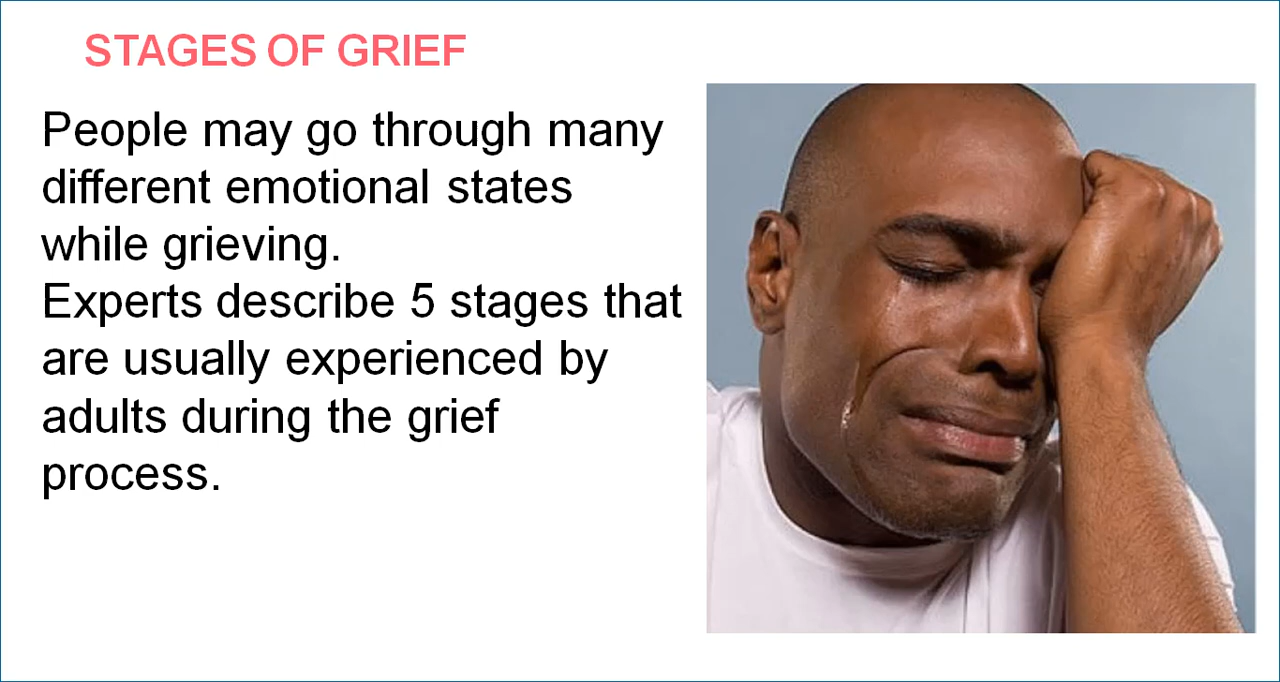 STAGES OF GRIEF
People may go through many
different emotional states
while grieving.
Experts describe 5 stages that
are usually experienced by
adults during the grief
process.